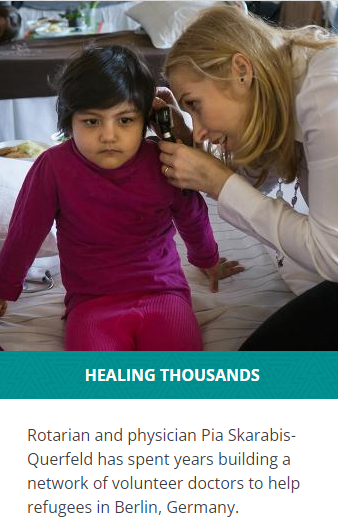 HEALING THOUSANDS
Rotarian and physician Pia Skarabis-
Querfeld has spent years building a
network of volunteer doctors to help
refugees in Berlin, Germany.